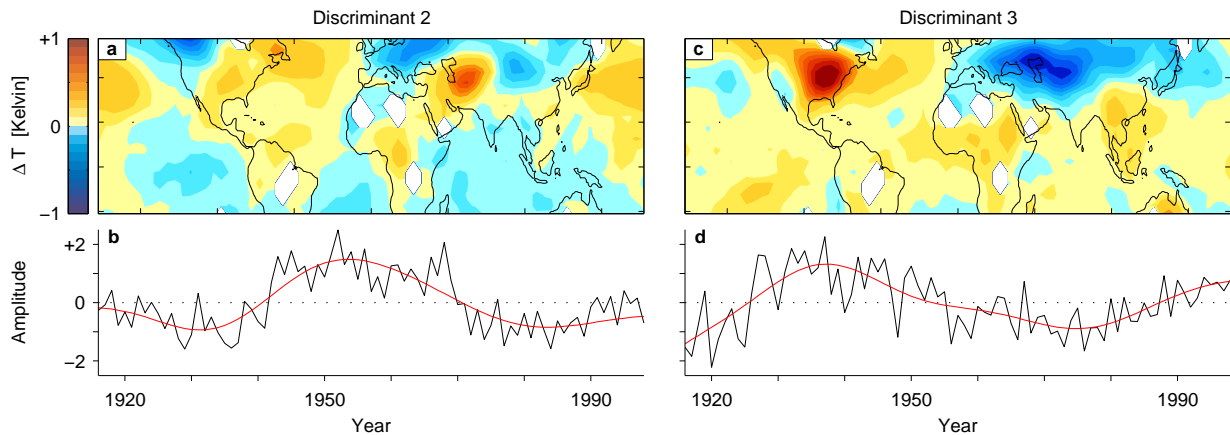 Discriminant 2
Discriminant 3
+1
0
−1
Δ T [Kelvin]
a
c
b
d
+2
0
−2
Amplitude
1920
1950
1990
1920
1950
1990
Year
Year